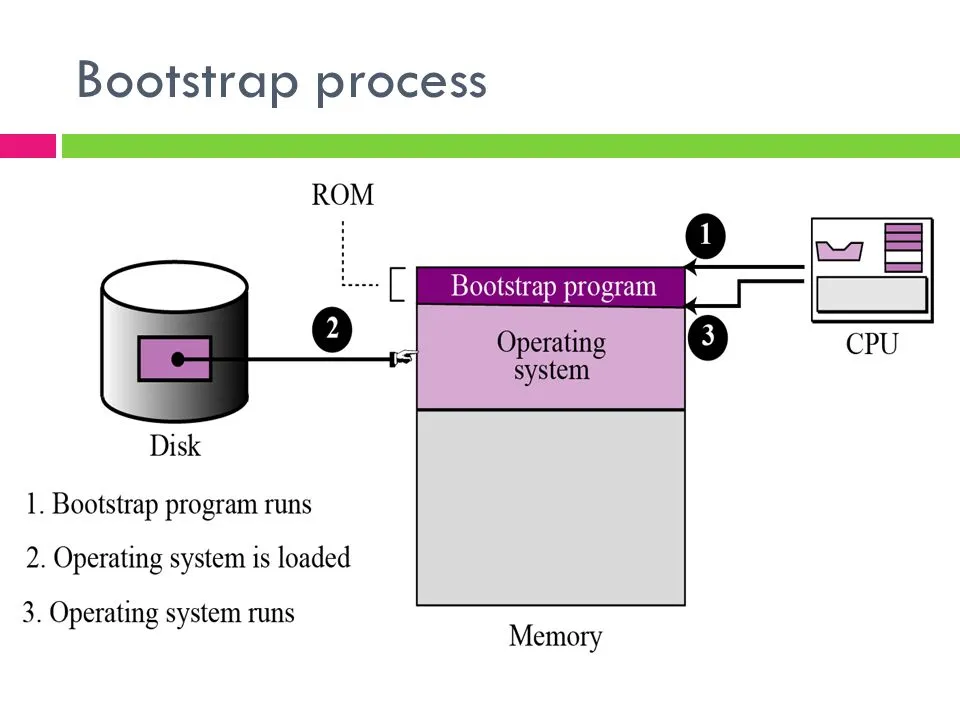 Bootstrap process
ROM
1
Bootstrap program
2
Operating
system
3
CPU
Disk
1. Bootstrap program runs
2. Operating system is loaded
3. Operating system runs
Memory